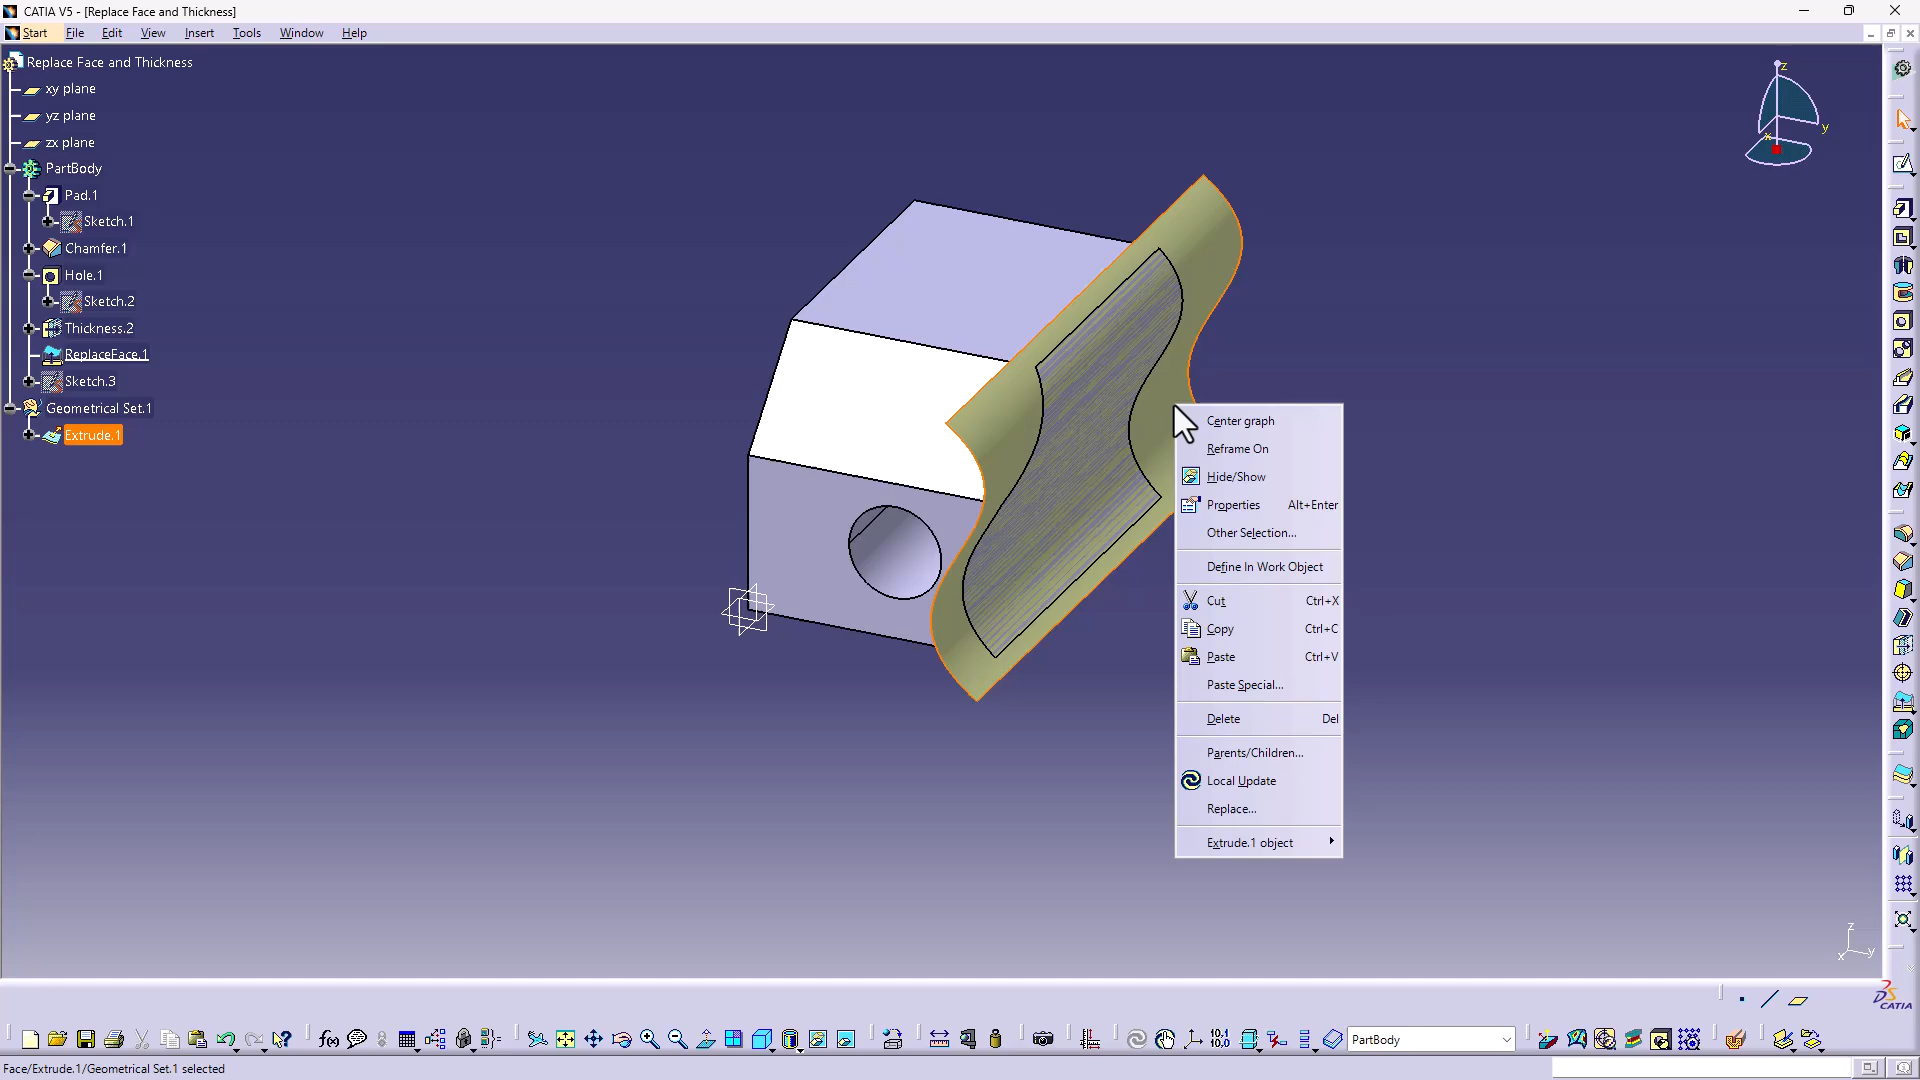 CATIA V5 - [Replace Face and Thickness]
Start File Edit View Insert Tools Window Help
Replace Face and Thickness
xy plane
yz plane
zx plane
PartBody
Pad.1
Sketch.1
Chamfer.1
Hole.1
Sketch.2
Thickness.2
ReplaceFace.1
Sketch.3
Geometrical Set.1
Extrude.1
z
y
x
Center graph
Reframe On
Hide/Show
Properties Alt+Enter
Other Selection...
Define In Work Object
Cut Ctrl+X
Copy Ctrl+C
Paste Ctrl+V
Paste Special...
Delete Del
Parents/Children...
Local Update
Replace...
Extrude.1 object
z
y
x
CATIA
f(x)
10.1
PartBody
Face/Extrude.1/Geometrical Set.1 selected